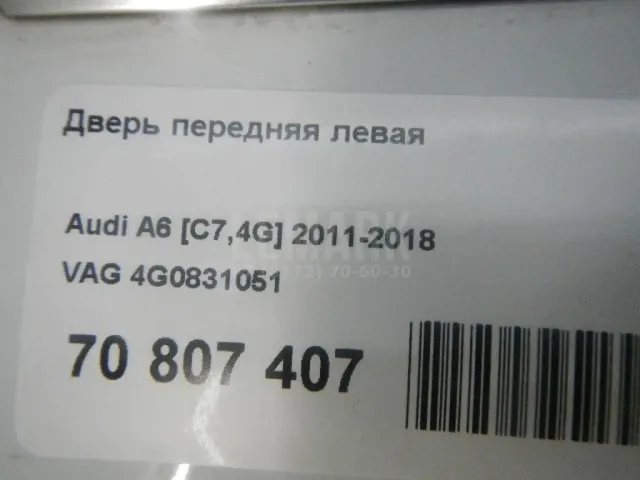 Дверь передняя левая
Audi A6 [C7,4G] 2011-2018
VAG 4G0831051
70 807 407